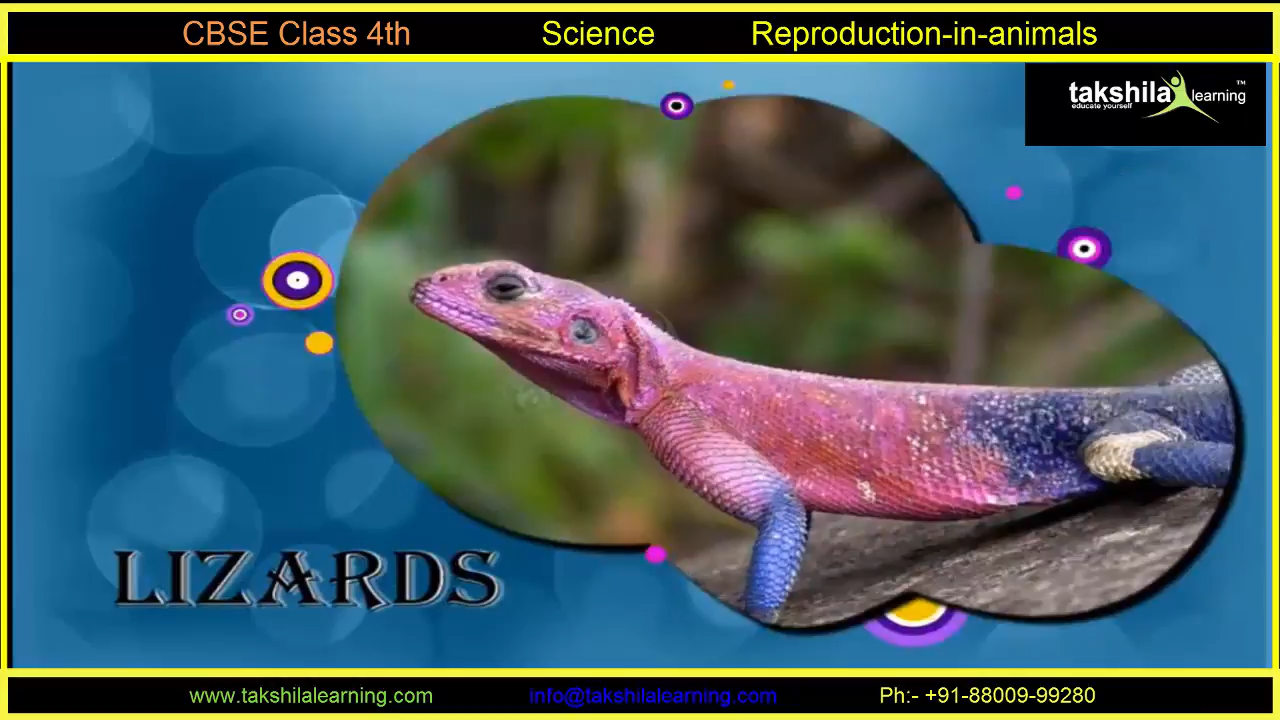 CBSE Class 4th Science Reproduction-in-animals
takshila learning ™
educate yourself
LIZARDS
www.takshilalearning.com info@takshilalearning.com Ph:- +91-88009-99280